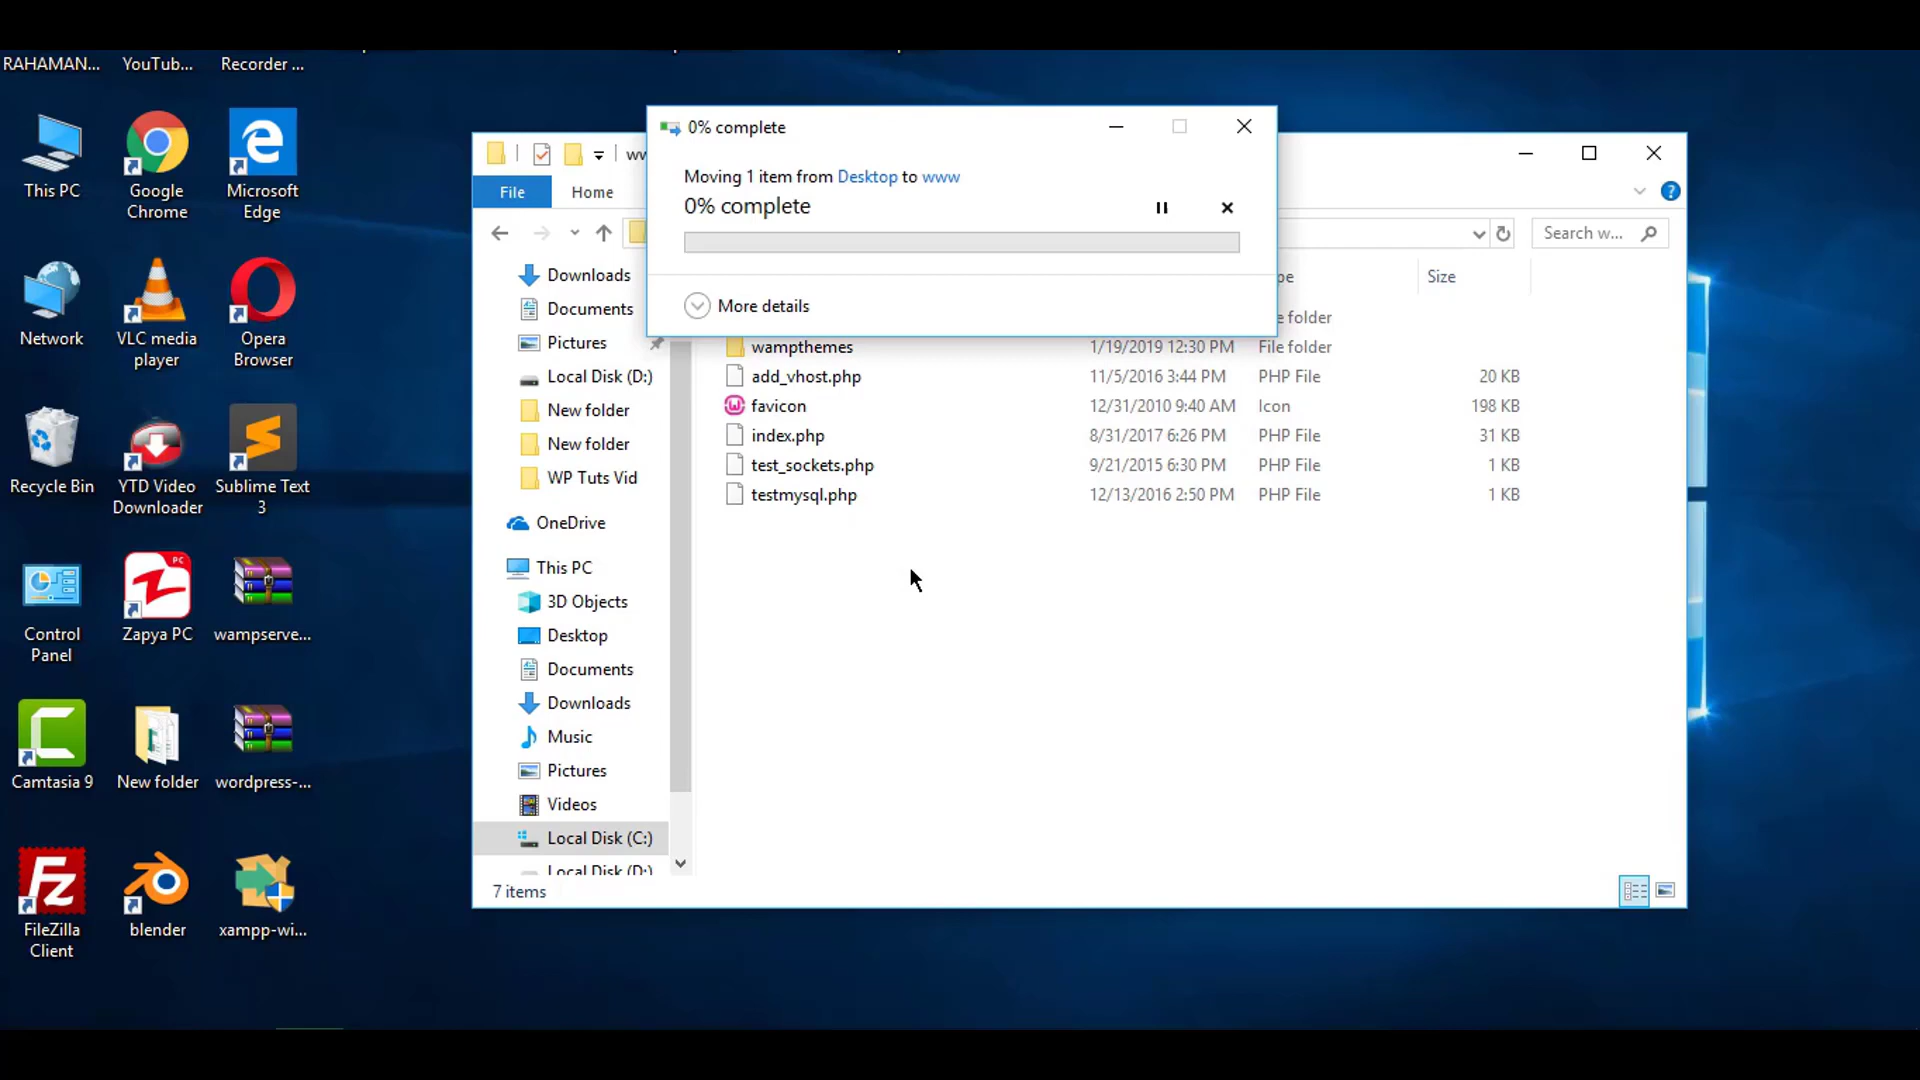 RAHAMAN...
YouTub...
Recorder ...
This PC
Google
Chrome
Microsoft
Edge
Network
VLC media
player
Opera
Browser
Recycle Bin
YTD Video
Downloader
Sublime Text
3
Control
Panel
Zapya PC
PC
wampserve...
Camtasia 9
New folder
wordpress-...
FileZilla
Client
blender
xampp-wi...
0% complete
Moving 1 item from Desktop to www
0% complete
More details
File
Home
Search w...
Size
Downloads
Documents
Pictures
Local Disk (D:)
New folder
New folder
WP Tuts Vid
OneDrive
This PC
3D Objects
Desktop
Documents
Downloads
Music
Pictures
Videos
Local Disk (C:)
Local Disk (D:)
e folder
wampthemes 1/19/2019 12:30 PM File folder
add_vhost.php 11/5/2016 3:44 PM PHP File 20 KB
favicon 12/31/2010 9:40 AM Icon 198 KB
index.php 8/31/2017 6:26 PM PHP File 31 KB
test_sockets.php 9/21/2015 6:30 PM PHP File 1 KB
testmysql.php 12/13/2016 2:50 PM PHP File 1 KB
7 items